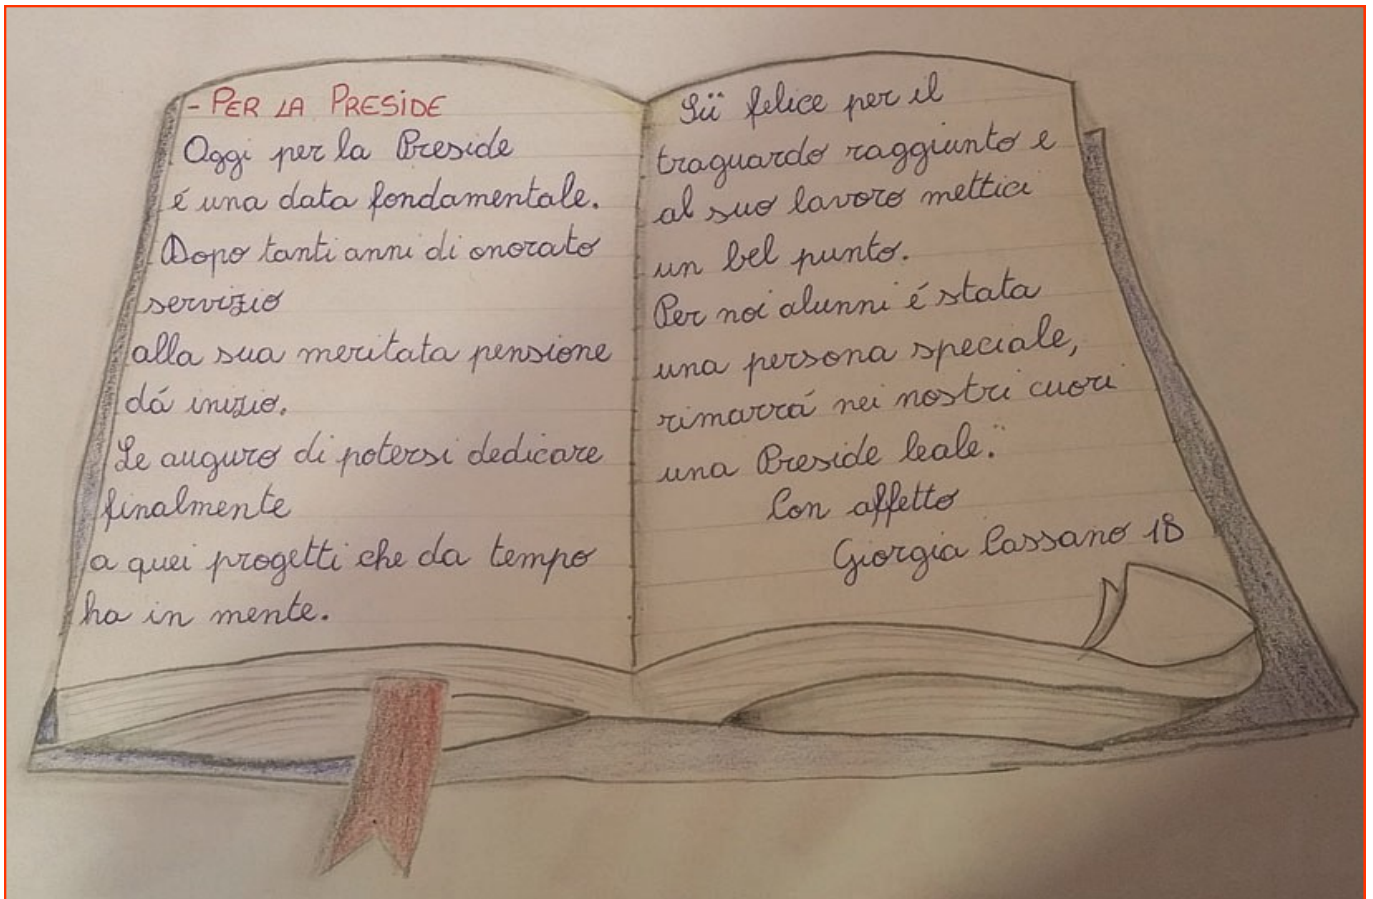 - PER LA PRESIDE
Oggi per la Preside
é una data fondamentale.
Dopo tanti anni di onorato
servizio
alla sua meritata pensione
dá inizio.
Le auguro di potersi dedicare
finalmente
a quei progetti che da tempo
ha in mente.
Sii felice per il
traguardo raggiunto e
al suo lavoro mettici
un bel punto.
Per noi alunni é stata
una persona speciale,
rimarrá nei nostri cuori
una Preside leale.
Con affetto
Giorgia Cassano 1B